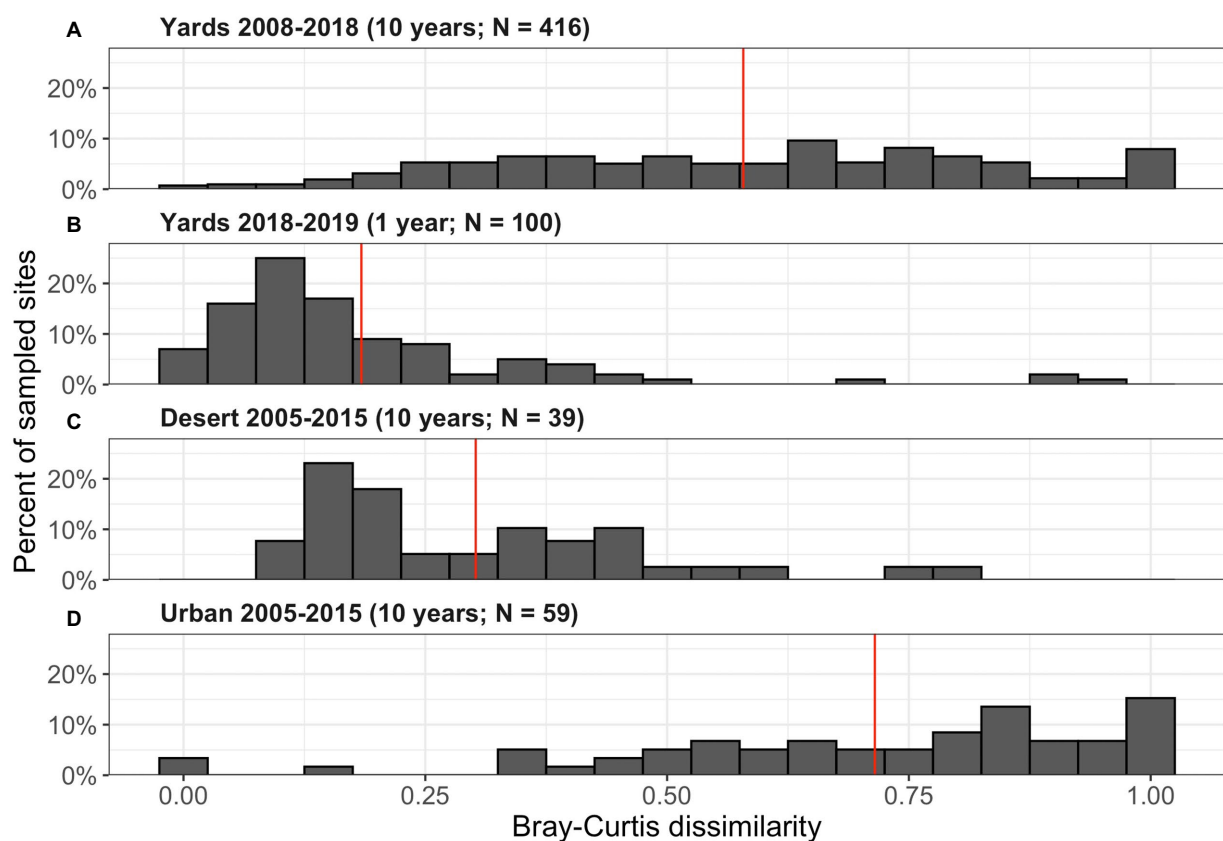 A Yards 2008-2018 (10 years; N = 416)
20%
10%
0%
B Yards 2018-2019 (1 year; N = 100)
20%
10%
0%
C Desert 2005-2015 (10 years; N = 39)
20%
10%
0%
D Urban 2005-2015 (10 years; N = 59)
20%
10%
0%
Percent of sampled sites
0.00 0.25 0.50 0.75 1.00
Bray-Curtis dissimilarity